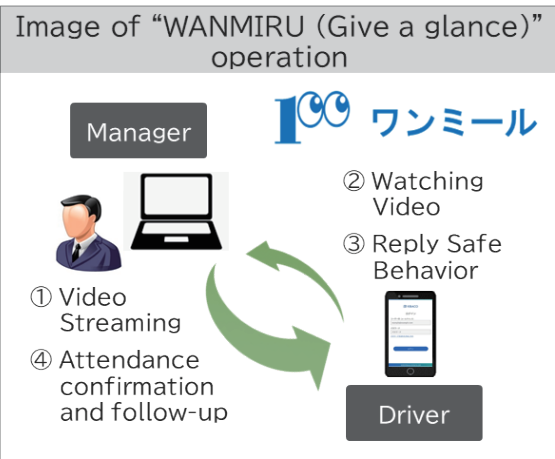 Image of “WANMIRU (Give a glance)”
operation
Manager
100 ワンミール
② Watching
Video
③ Reply Safe
Behavior
① Video
Streaming
④ Attendance
confirmation
and follow-up
Driver